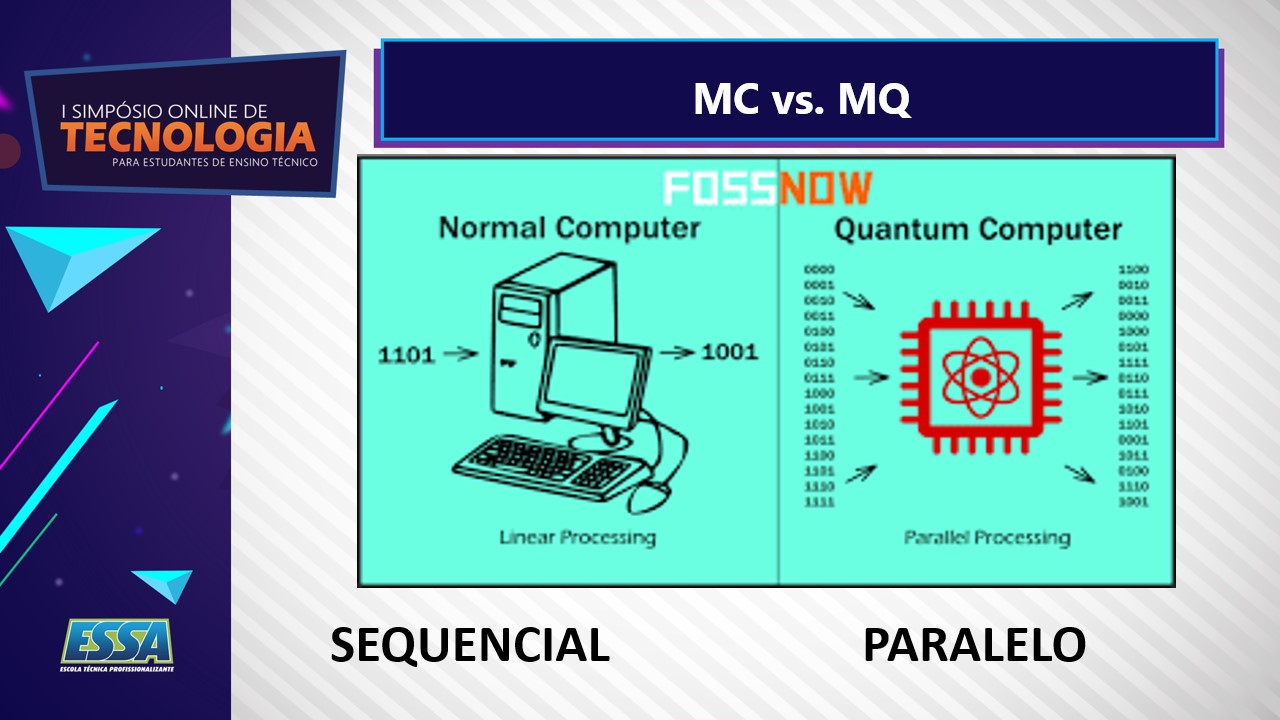 I SIMPÓSIO ONLINE DE
TECNOLOGIA
PARA ESTUDANTES DE ENSINO TÉCNICO
MC vs. MQ
FOSSNOW
Normal Computer
1101
1001
Linear Processing
Quantum Computer
0000
0001
0010
0011
0100
0101
0110
0111
1000
1001
1010
1011
1100
1101
1110
1111
1100
0010
0011
0000
1000
0101
1111
0110
0111
1010
1101
0001
1011
0100
1110
1001
Parallel Processing
SEQUENCIAL
PARALELO
ESSA
ESCOLA TÉCNICA PROFISSIONALIZANTE